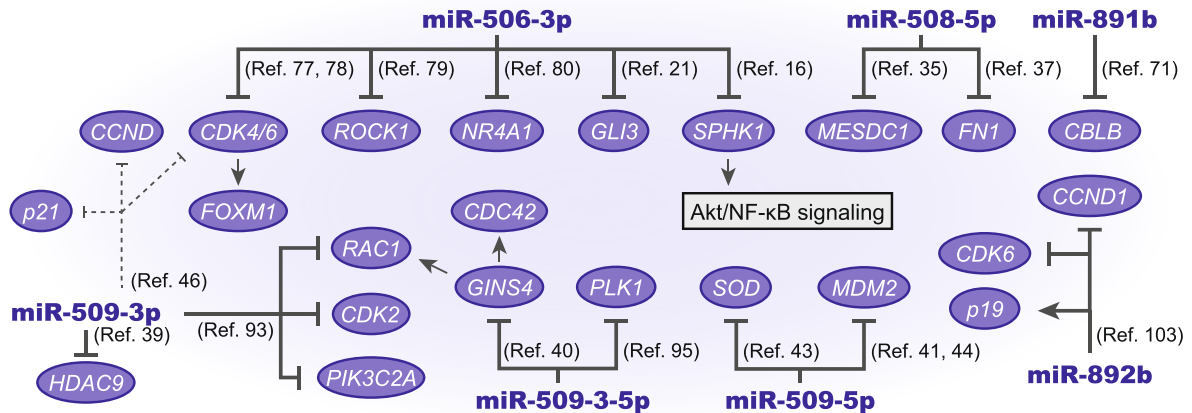 miR-506-3p miR-508-5p miR-891b
(Ref. 77, 78) (Ref. 79) (Ref. 80) (Ref. 21) (Ref. 16) (Ref. 35) (Ref. 37) (Ref. 71)
CCND CDK4/6 ROCK1 NR4A1 GLI3 SPHK1 MESDC1 FN1 CBLB
p21 FOXM1 CDC42 Akt/NF-κB signaling CCND1
RAC1 CDK6
(Ref. 46) GINS4 PLK1 SOD MDM2 p19
miR-509-3p CDK2
(Ref. 39) (Ref. 93) (Ref. 103)
(Ref. 40) (Ref. 95) (Ref. 43) (Ref. 41, 44)
HDAC9 PIK3C2A miR-892b
miR-509-3-5p miR-509-5p